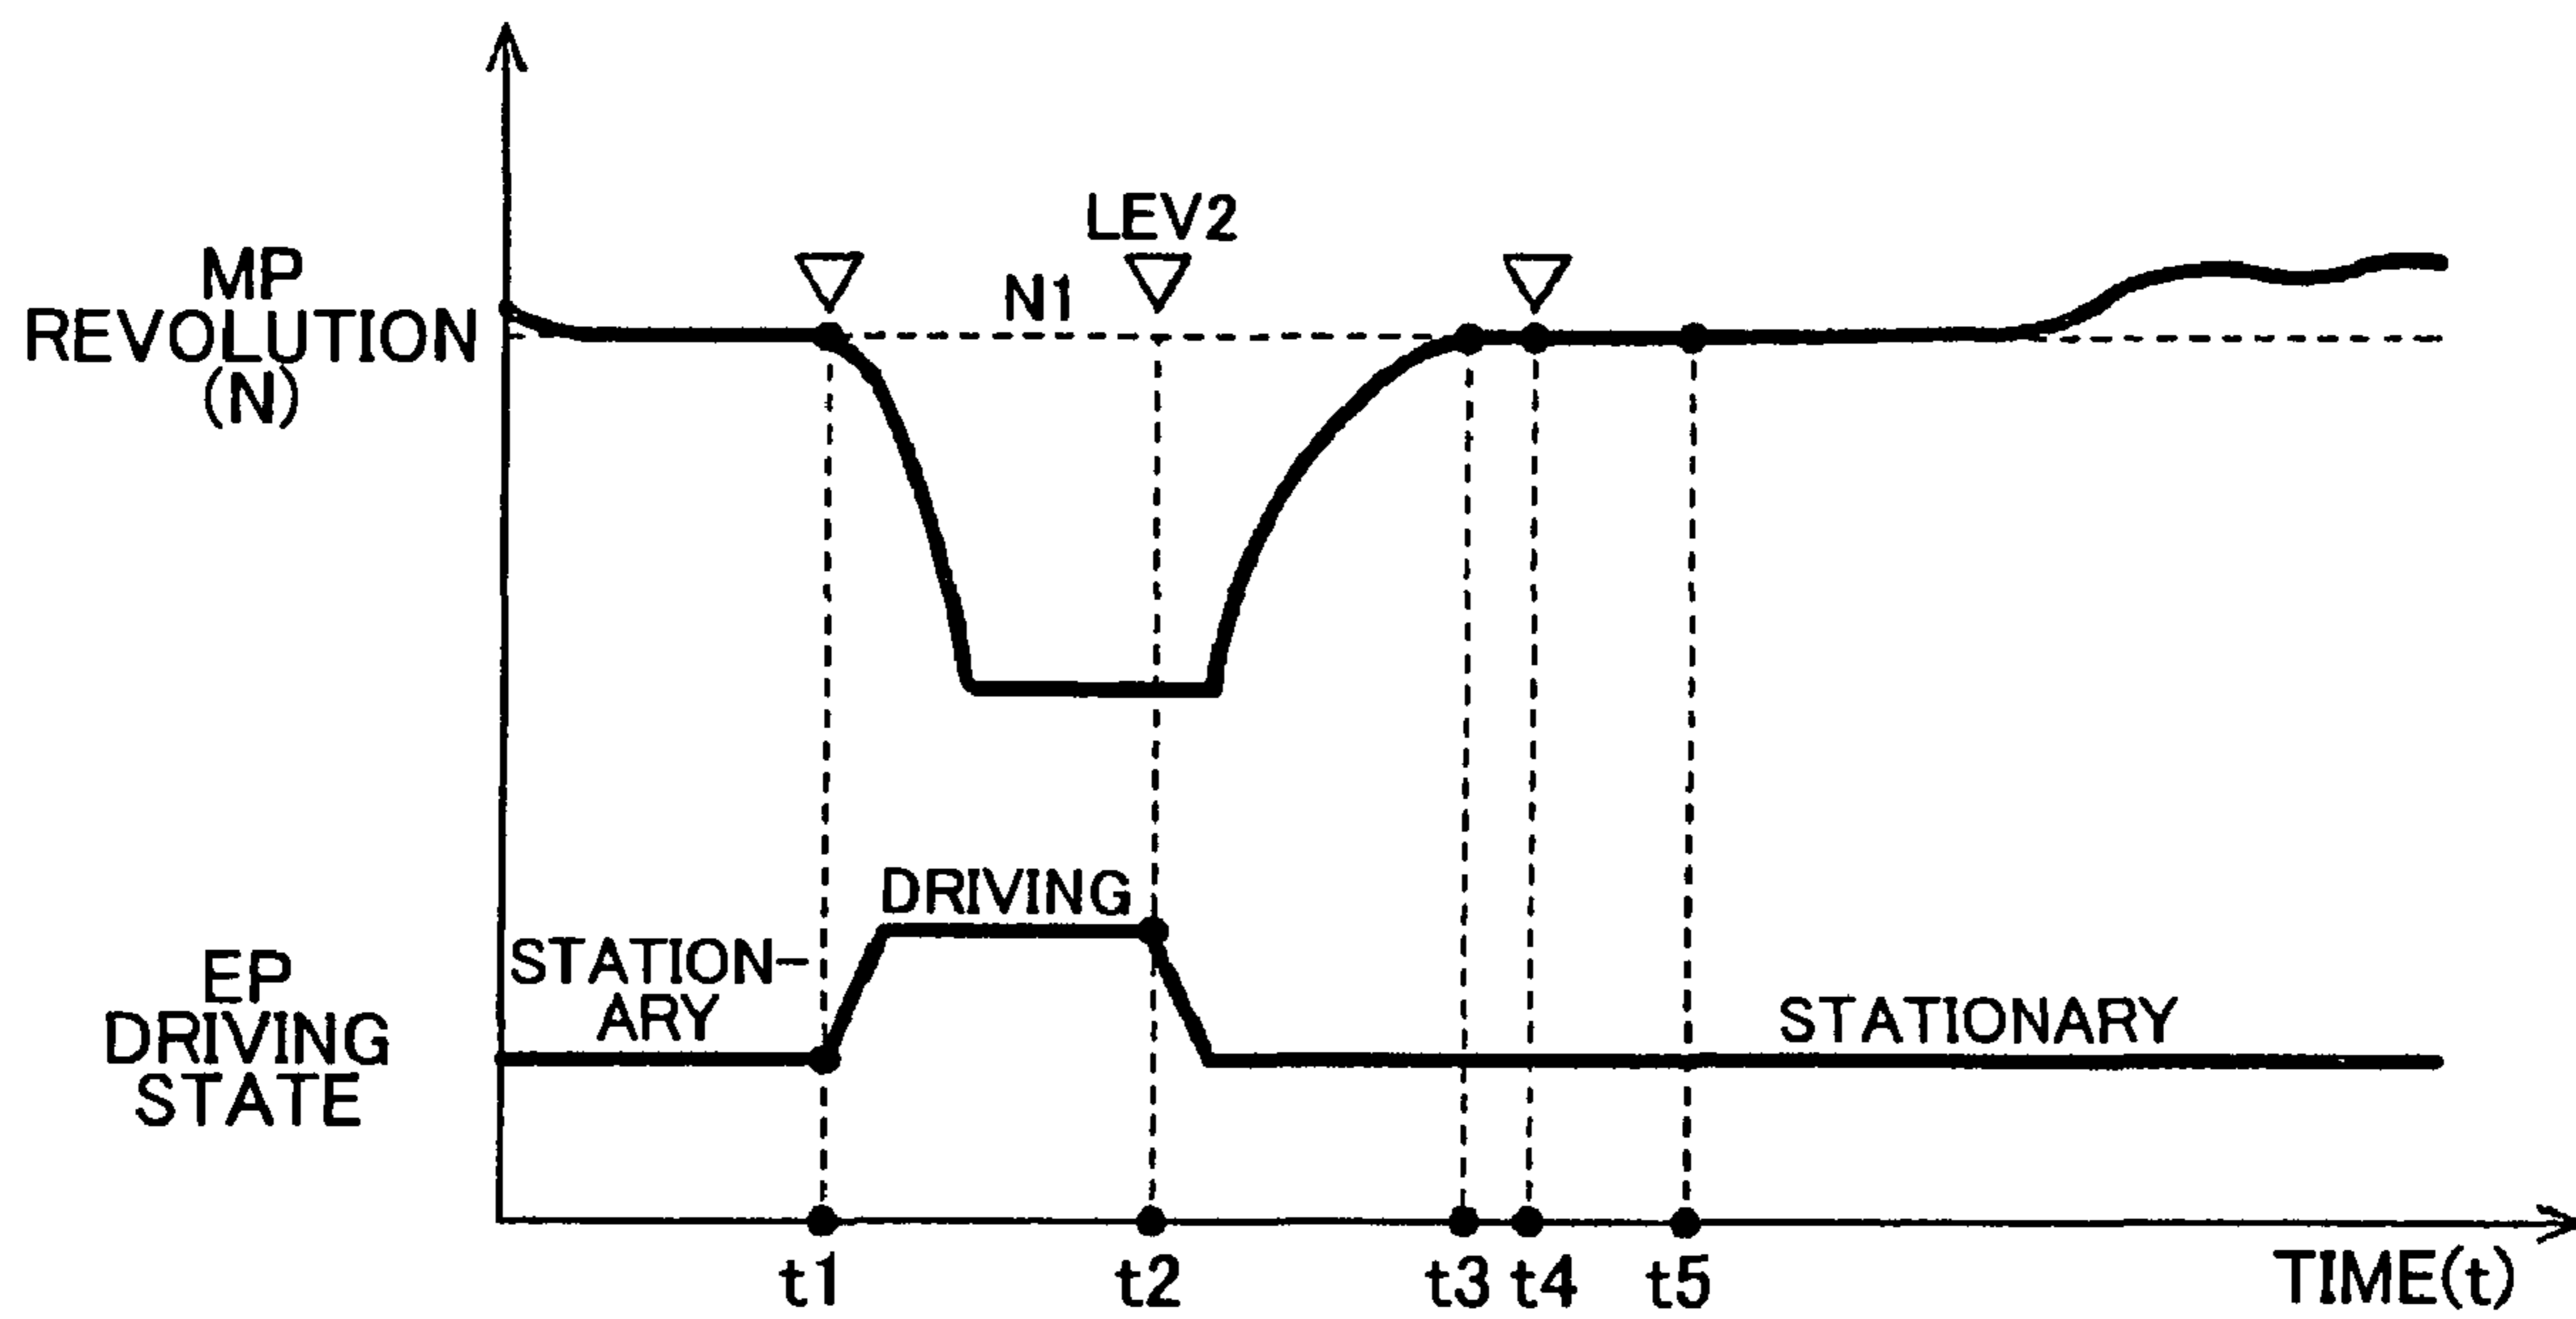 LEV2
N1
MP
REVOLUTION
(N)
DRIVING
STATION-
ARY
EP
DRIVING
STATE
STATIONARY
t1
t2
t3
t4
t5
TIME(t)